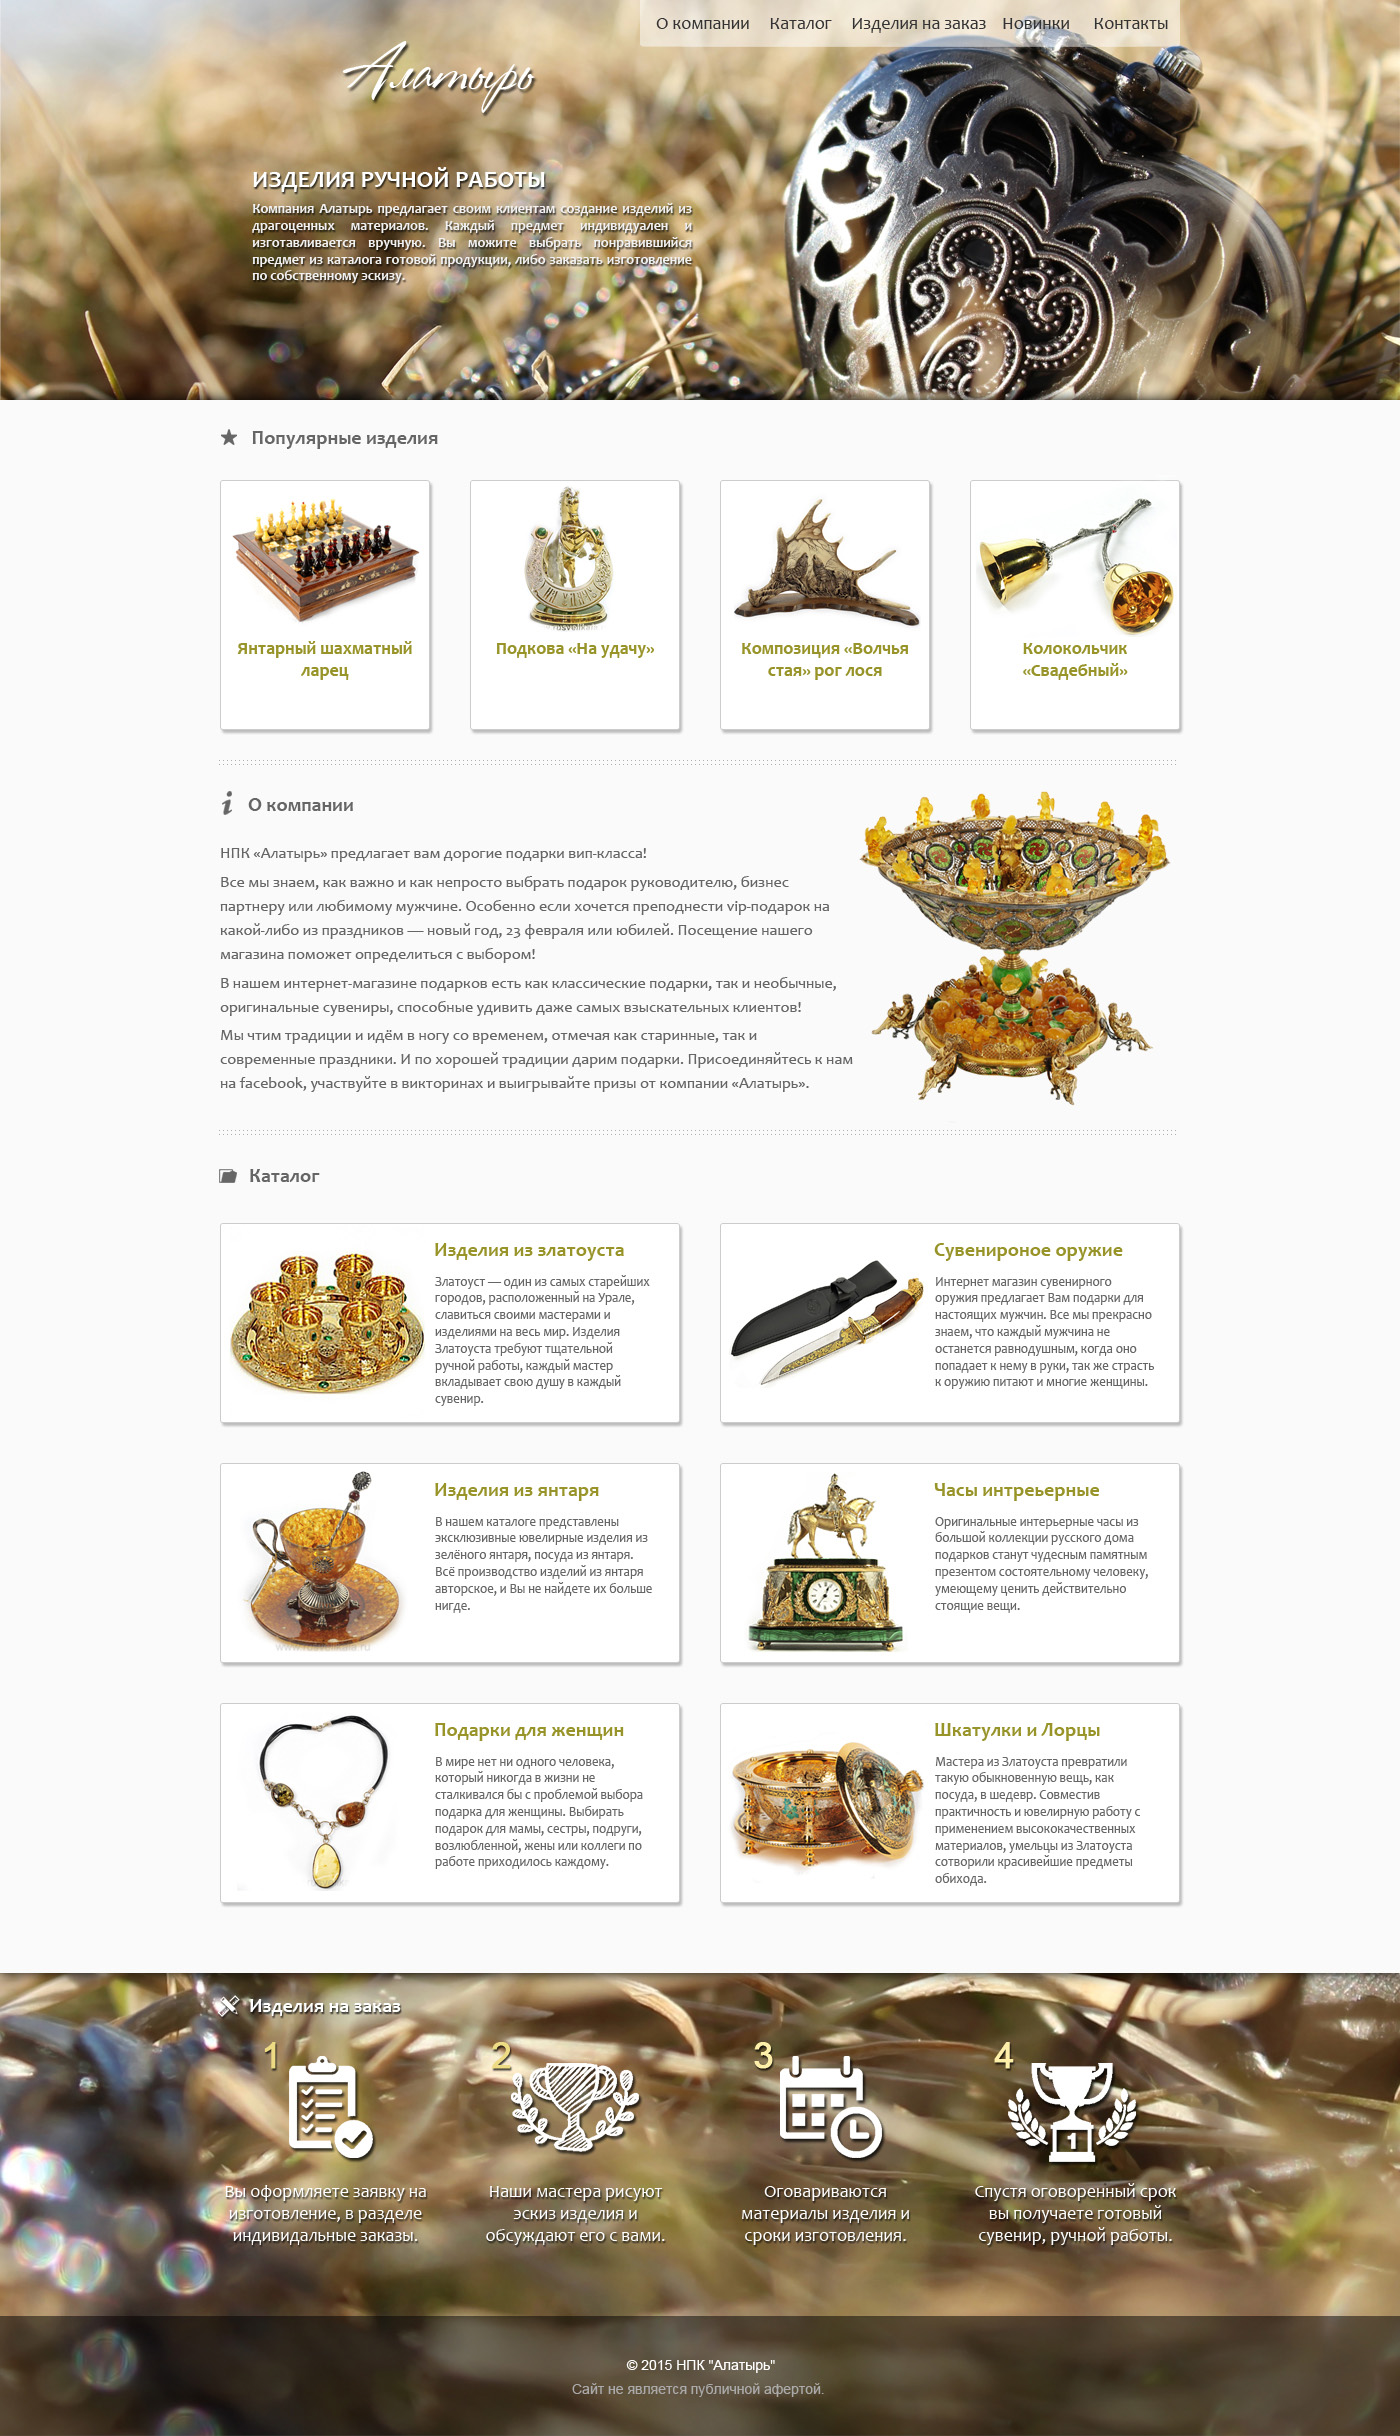 О компании Каталог Изделия на заказ Новинки Контакты
Алатырь
ИЗДЕЛИЯ РУЧНОЙ РАБОТЫ
Компания Алатырь предлагает своим клиентам создание изделий из
драгоценных материалов. Каждый предмет индивидуален и
изготавливается вручную. Вы можите выбрать понравившийся
предмет из каталога готовой продукции, либо заказать изготовление
по собственному эскизу.
Популярные изделия
Янтарный шахматный
ларец
Подкова «На удачу»
Композиция «Волчья
стая» рог лося
Колокольчик
«Свадебный»
О компании
НПК «Алатырь» предлагает вам дорогие подарки вип-класса!
Все мы знаем, как важно и как непросто выбрать подарок руководителю, бизнес
партнеру или любимому мужчине. Особенно если хочется преподнести vip-подарок на
какой-либо из праздников — новый год, 23 февраля или юбилей. Посещение нашего
магазина поможет определиться с выбором!
В нашем интернет-магазине подарков есть как классические подарки, так и необычные,
оригинальные сувениры, способные удивить даже самых взыскательных клиентов!
Мы чтим традиции и идём в ногу со временем, отмечая как старинные, так и
современные праздники. И по хорошей традиции дарим подарки. Присоединяйтесь к нам
на facebook, участвуйте в викторинах и выигрывайте призы от компании «Алатырь».
Каталог
Изделия из златоуста
Златоуст — один из самых старейших
городов, расположенный на Урале,
славиться своими мастерами и
изделиями на весь мир. Изделия
Златоуста требуют тщательной
ручной работы, каждый мастер
вкладывает свою душу в каждый
сувенир.
Сувенироное оружие
Интернет магазин сувенирного
оружия предлагает Вам подарки для
настоящих мужчин. Все мы прекрасно
знаем, что каждый мужчина не
останется равнодушным, когда оно
попадает к нему в руки, так же страсть
к оружию питают и многие женщины.
Изделия из янтаря
В нашем каталоге представлены
эксклюзивные ювелирные изделия из
зелёного янтаря, посуда из янтаря.
Всё производство изделий из янтаря
авторское, и Вы не найдете их больше
нигде.
Часы интреьерные
Оригинальные интерьерные часы из
большой коллекции русского дома
подарков станут чудесным памятным
презентом состоятельному человеку,
умеющему ценить действительно
стоящие вещи.
Подарки для женщин
В мире нет ни одного человека,
который никогда в жизни не
сталкивался бы с проблемой выбора
подарка для женщины. Выбирать
подарок для мамы, сестры, подруги,
возлюбленной, жены или коллеги по
работе приходилось каждому.
Шкатулки и Лорцы
Мастера из Златоуста превратили
такую обыкновенную вещь, как
посуда, в шедевр. Совместив
практичность и ювелирную работу с
применением высококачественных
материалов, умельцы из Златоуста
сотворили красивейшие предметы
обихода.
Изделия на заказ
1
Вы оформляете заявку на
изготовление, в разделе
индивидальные заказы.
2
Наши мастера рисуют
эскиз изделия и
обсуждают его с вами.
3
Оговариваются
материалы изделия и
сроки изготовления.
4
1
Спустя оговоренный срок
вы получаете готовый
сувенир, ручной работы.
© 2015 НПК "Алатырь"
Сайт не является публичной афертой.